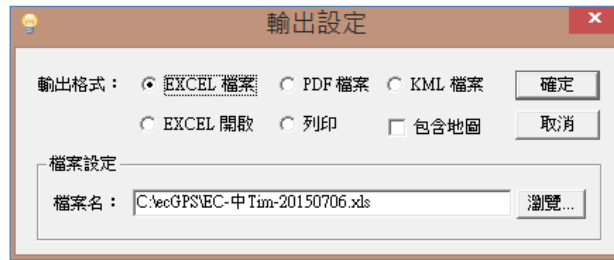 輸出設定
輸出格式： EXCEL 檔案 PDF 檔案 KML 檔案 確定
EXCEL 開啟 列印 包含地圖 取消
檔案設定
檔案名： C:\ecGPS\EC-中Tim-20150706.xls 瀏覽...